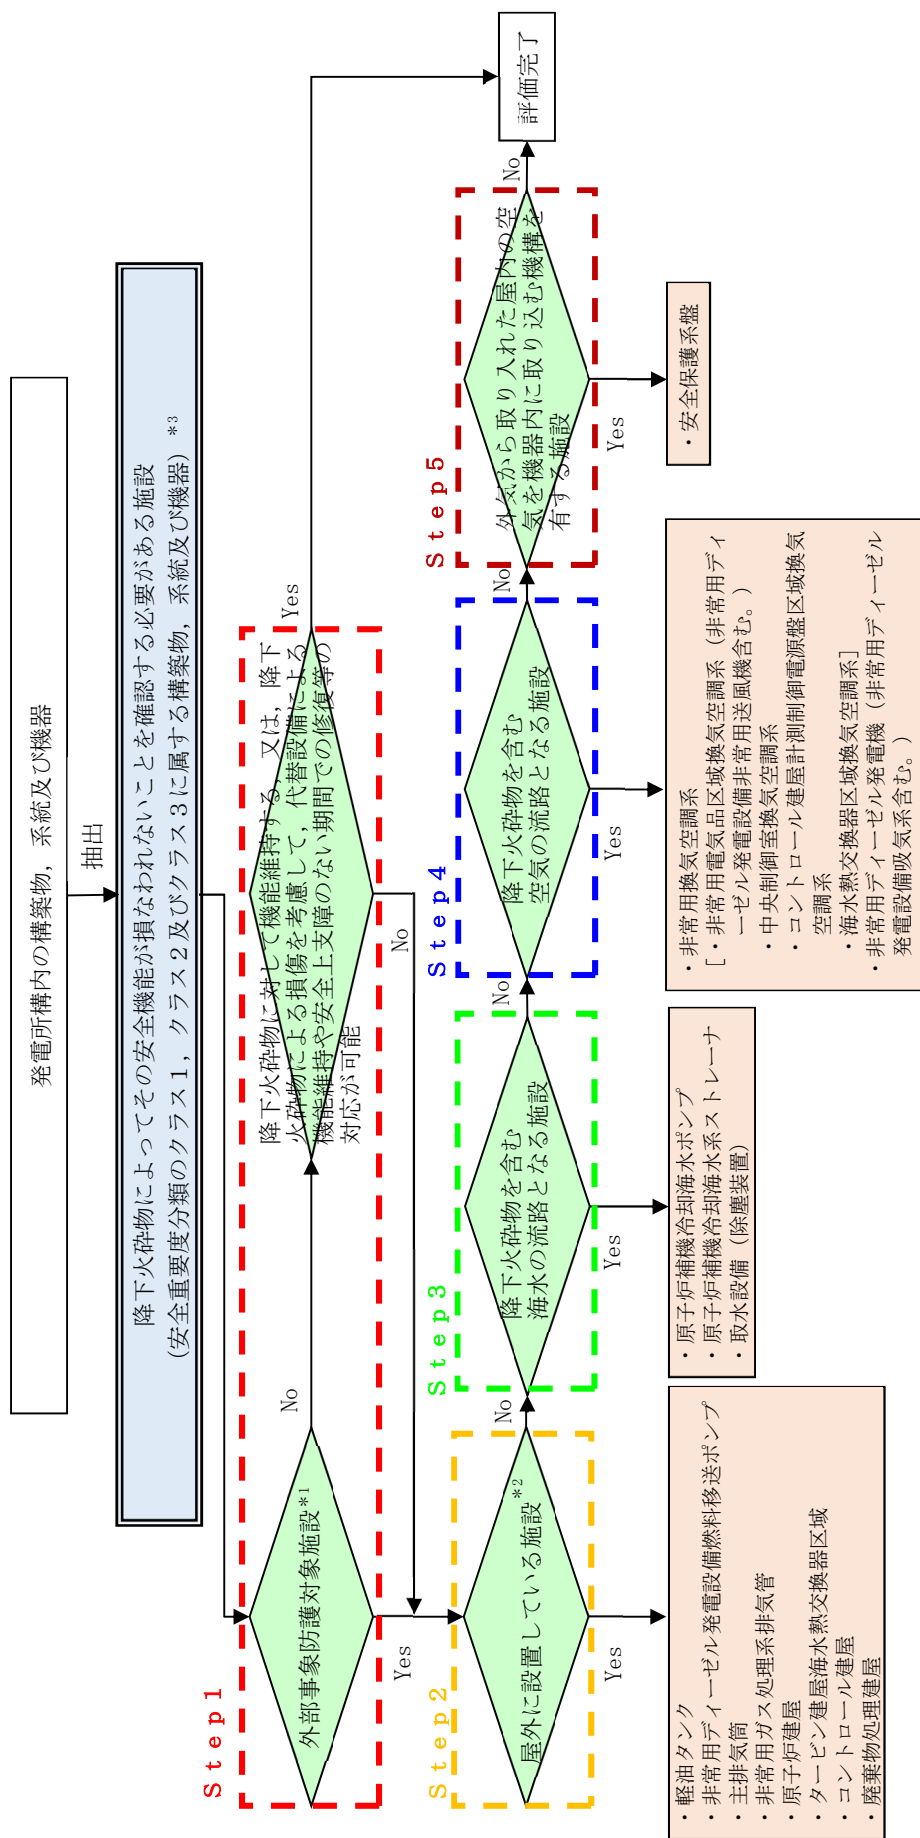 発電所構内の構築物，系統及び機器
抽出
降下火砕物によってその安全機能が損なわれないことを確認する必要がある施設
(安全重要度分類のクラス１，クラス２及びクラス３に属する構築物，系統及び機器) *3
Step1
外部事象防護対象施設*1
No
Yes
降下火砕物に対して機能維持する，又は，降下
火砕物による損傷を考慮して，代替設備による
機能維持や安全上支障のない期間での修復等の
対応が可能
Yes
No
Step2
屋外に設置している施設*2
No
Yes
・軽油タンク
・非常用ディーゼル発電設備燃料移送ポンプ
・主排気筒
・非常用ガス処理系排気管
・原子炉建屋
・タービン建屋海水熱交換器区域
・コントロール建屋
・廃棄物処理建屋
Step3
降下火砕物を含む
海水の流路となる施設
No
Yes
・原子炉補機冷却海水ポンプ
・原子炉補機冷却海水系ストレーナ
・取水設備（除塵装置）
Step4
降下火砕物を含む
空気の流路となる施設
No
Yes
・非常用換気空調系
[・非常用電気品区域換気空調系（非常用ディ
ーゼル発電設備非常用送風機含む。）
・中央制御室換気空調系
・コントロール建屋計測制御電源盤区域換気
空調系
・海水熱交換器区域換気空調系]
・非常用ディーゼル発電機（非常用ディーゼル
発電設備吸気系含む。）
Step5
外気から取り入れた屋内の空
気を機器内に取り込む機構を
有する施設
No
Yes
・安全保護系盤
評価完了